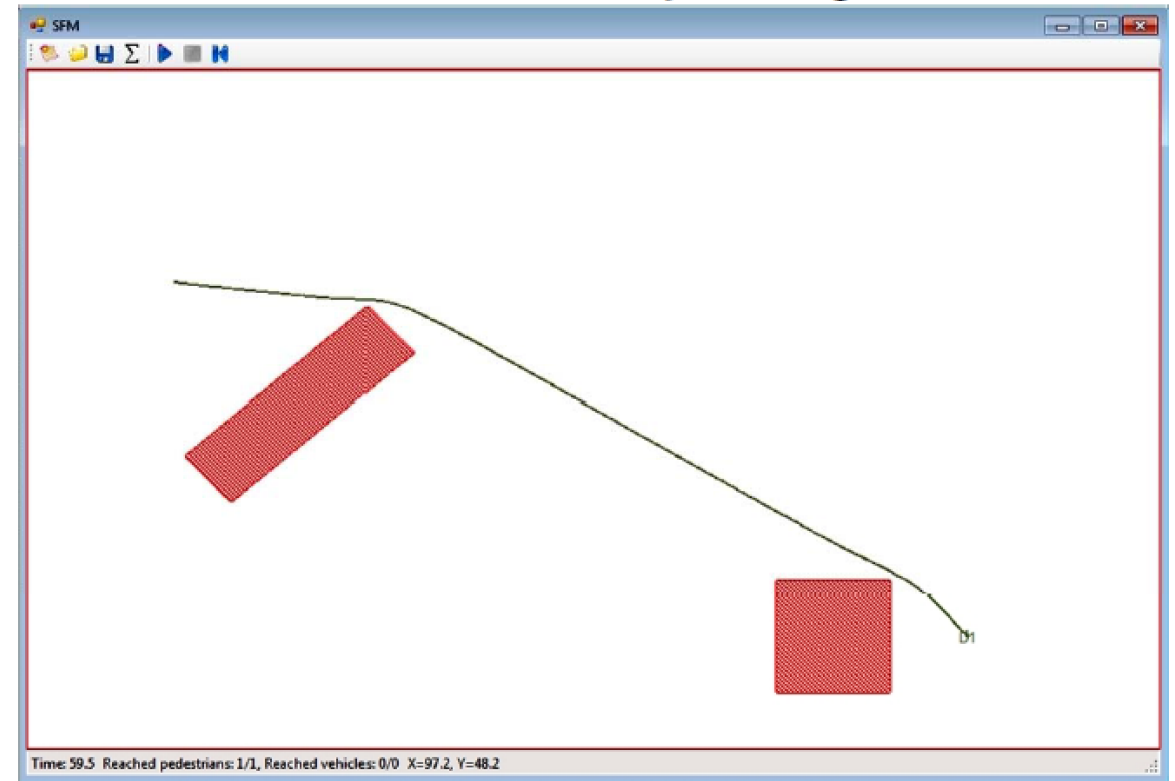 SFM
Σ
D1
Time: 59.5 Reached pedestrians: 1/1, Reached vehicles: 0/0 X=97.2, Y=48.2